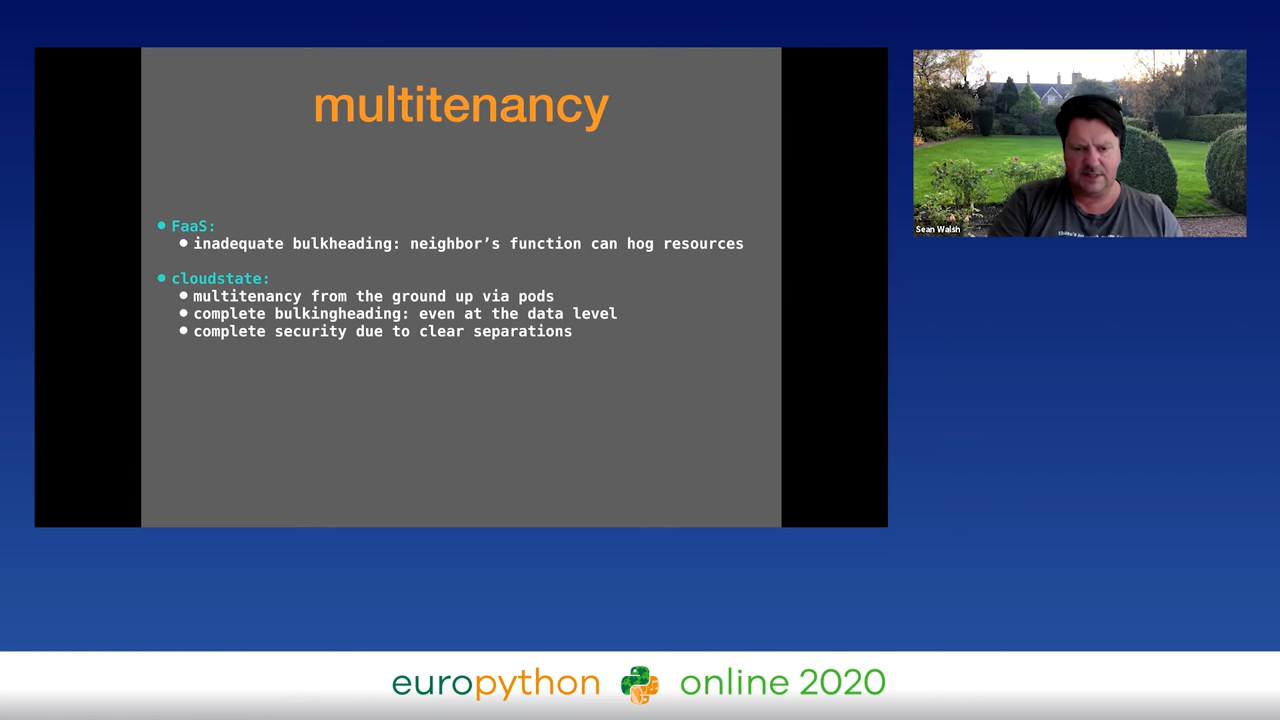 multitenancy
• FaaS:
• inadequate bulkheading: neighbor's function can hog resources
• cloudstate:
• multitenancy from the ground up via pods
• complete bulkingheading: even at the data level
• complete security due to clear separations
Sean Walsh
europython online 2020